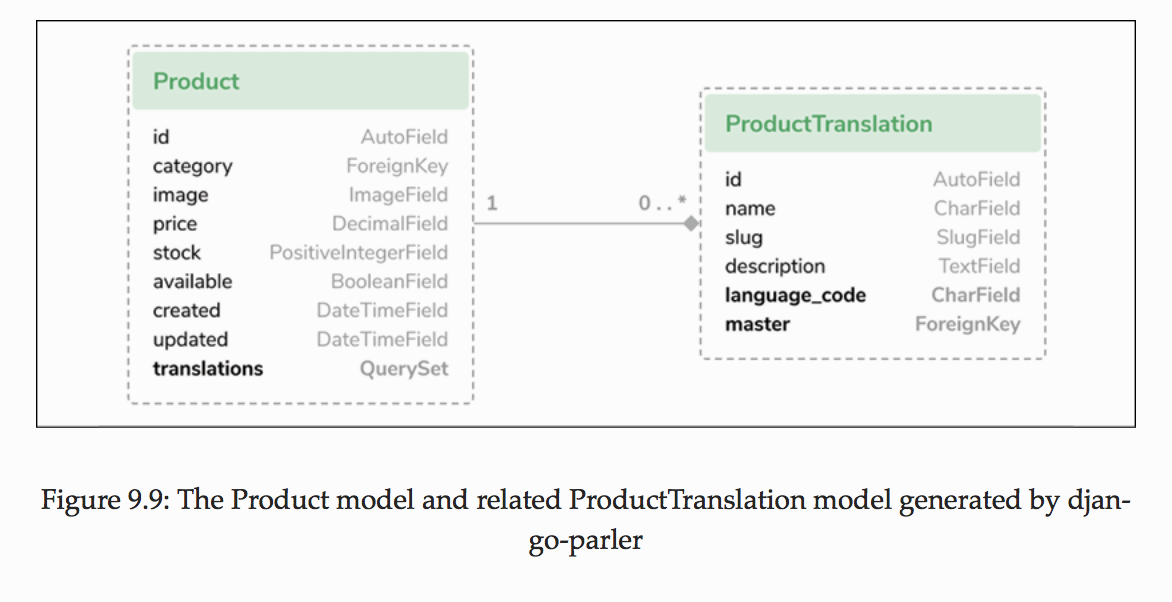 Product
id AutoField
category ForeignKey
image ImageField
price DecimalField
stock PositiveIntegerField
available BooleanField
created DateTimeField
updated DateTimeField
translations QuerySet
1 0..*
ProductTranslation
id AutoField
name CharField
slug SlugField
description TextField
language_code CharField
master ForeignKey
Figure 9.9: The Product model and related ProductTranslation model generated by djan-
go-parler